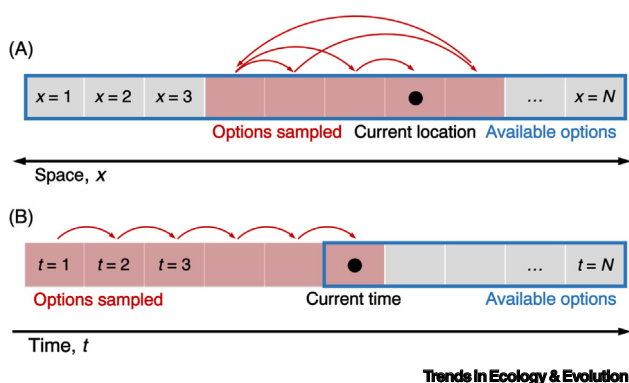 (A)
x = 1 x = 2 x = 3 ... x = N
Options sampled Current location Available options
Space, x
(B)
t = 1 t = 2 t = 3 ... t = N
Options sampled Current time Available options
Time, t
Trends in Ecology & Evolution